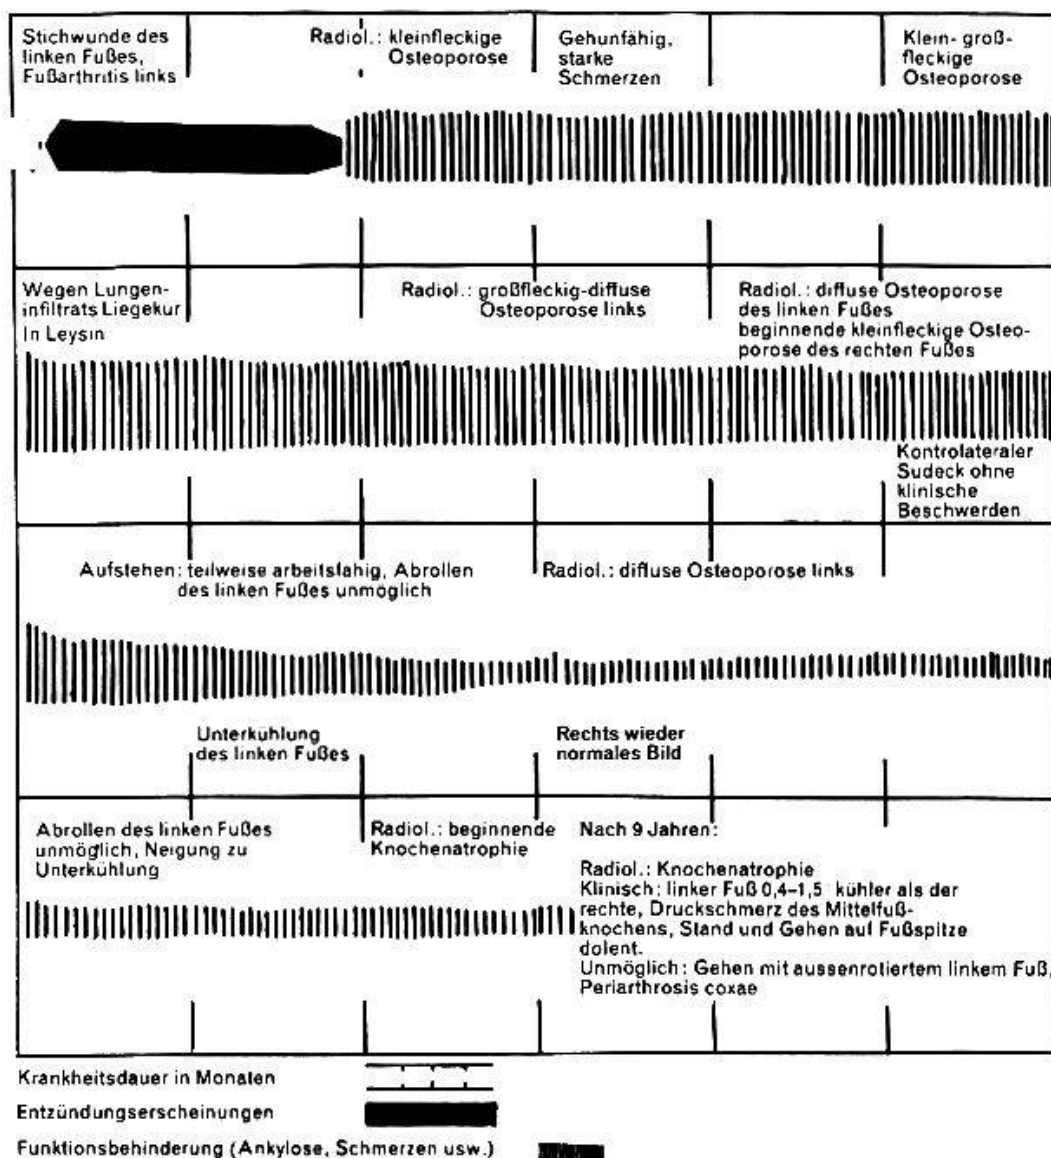 Stichwunde des
linken Fußes,
Fußarthritis links
Radiol.: kleinfleckige
Osteoporose
Gehunfähig,
starke
Schmerzen
Klein- groß-
fleckige
Osteoporose
Wegen Lungen-
infiltrats Liegekur
In Leysin
Radiol.: großfleckig-diffuse
Osteoporose links
Radiol.: diffuse Osteoporose
des linken Fußes
beginnende kleinfleckige Osteo-
porose des rechten Fußes
Kontrolateraler
Sudeck ohne
klinische
Beschwerden
Aufstehen: teilweise arbeitsfähig, Abrollen
des linken Fußes unmöglich
Radiol.: diffuse Osteoporose links
Unterkühlung
des linken Fußes
Rechts wieder
normales Bild
Abrollen des linken Fußes
unmöglich, Neigung zu
Unterkühlung
Radiol.: beginnende
Knochenatrophie
Nach 9 Jahren:
Radiol.: Knochenatrophie
Klinisch: linker Fuß 0,4–1,5° kühler als der
rechte, Druckschmerz des Mittelfuß-
knochens, Stand und Gehen auf Fußspitze
dolent.
Unmöglich: Gehen mit aussenrotiertem linkem Fuß,
Periarthrosis coxae
Krankheitsdauer in Monaten
Entzündungserscheinungen
Funktionsbehinderung (Ankylose, Schmerzen usw.)